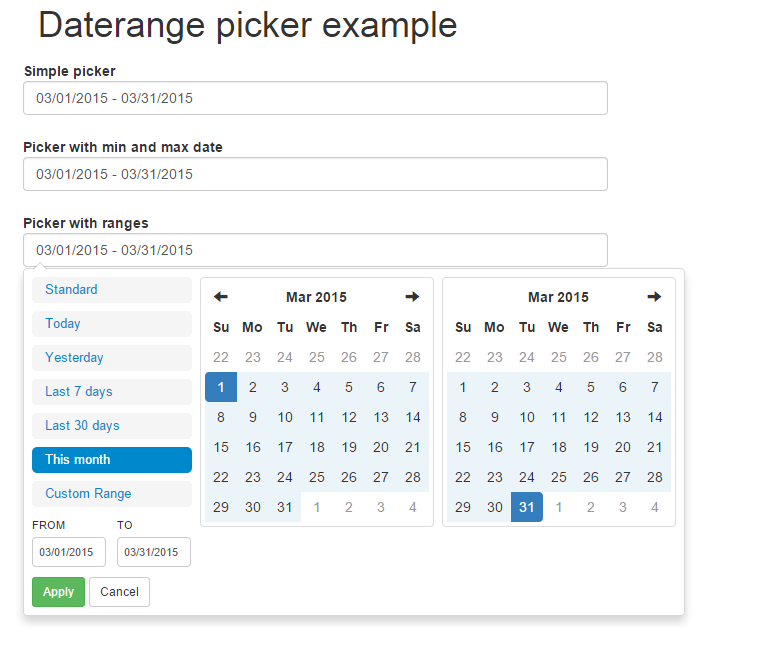 Daterange picker example
Simple picker
03/01/2015 - 03/31/2015
Picker with min and max date
03/01/2015 - 03/31/2015
Picker with ranges
03/01/2015 - 03/31/2015
Standard
Today
Yesterday
Last 7 days
Last 30 days
This month
Custom Range
FROM TO
03/01/2015 03/31/2015
Apply Cancel
Mar 2015
Su Mo Tu We Th Fr Sa
22 23 24 25 26 27 28
1 2 3 4 5 6 7
8 9 10 11 12 13 14
15 16 17 18 19 20 21
22 23 24 25 26 27 28
29 30 31 1 2 3 4
Mar 2015
Su Mo Tu We Th Fr Sa
22 23 24 25 26 27 28
1 2 3 4 5 6 7
8 9 10 11 12 13 14
15 16 17 18 19 20 21
22 23 24 25 26 27 28
29 30 31 1 2 3 4